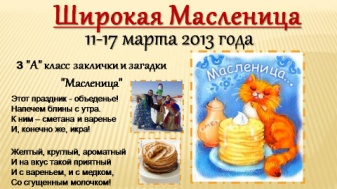 Широкая Масленица
11-17 марта 2013 года
3 "А" класс заклички и загадки
"Масленица"
Этот праздник - объеденье!
Напечем блины с утра.
К ним – сметана и варенье
И, конечно же, икра!
Желтый, круглый, ароматный
И на вкус такой приятный
И с вареньем, и с медком,
Со сгущенным молочком!
Масленица...